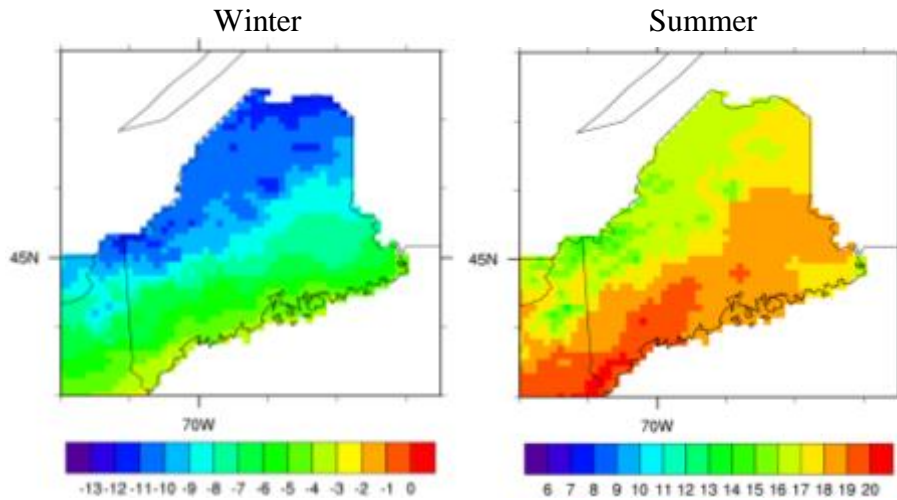 Winter Summer
45N 45N
70W 70W
-13 -12 -11 -10 -9 -8 -7 -6 -5 -4 -3 -2 -1 0
6 7 8 9 10 11 12 13 14 15 16 17 18 19 20